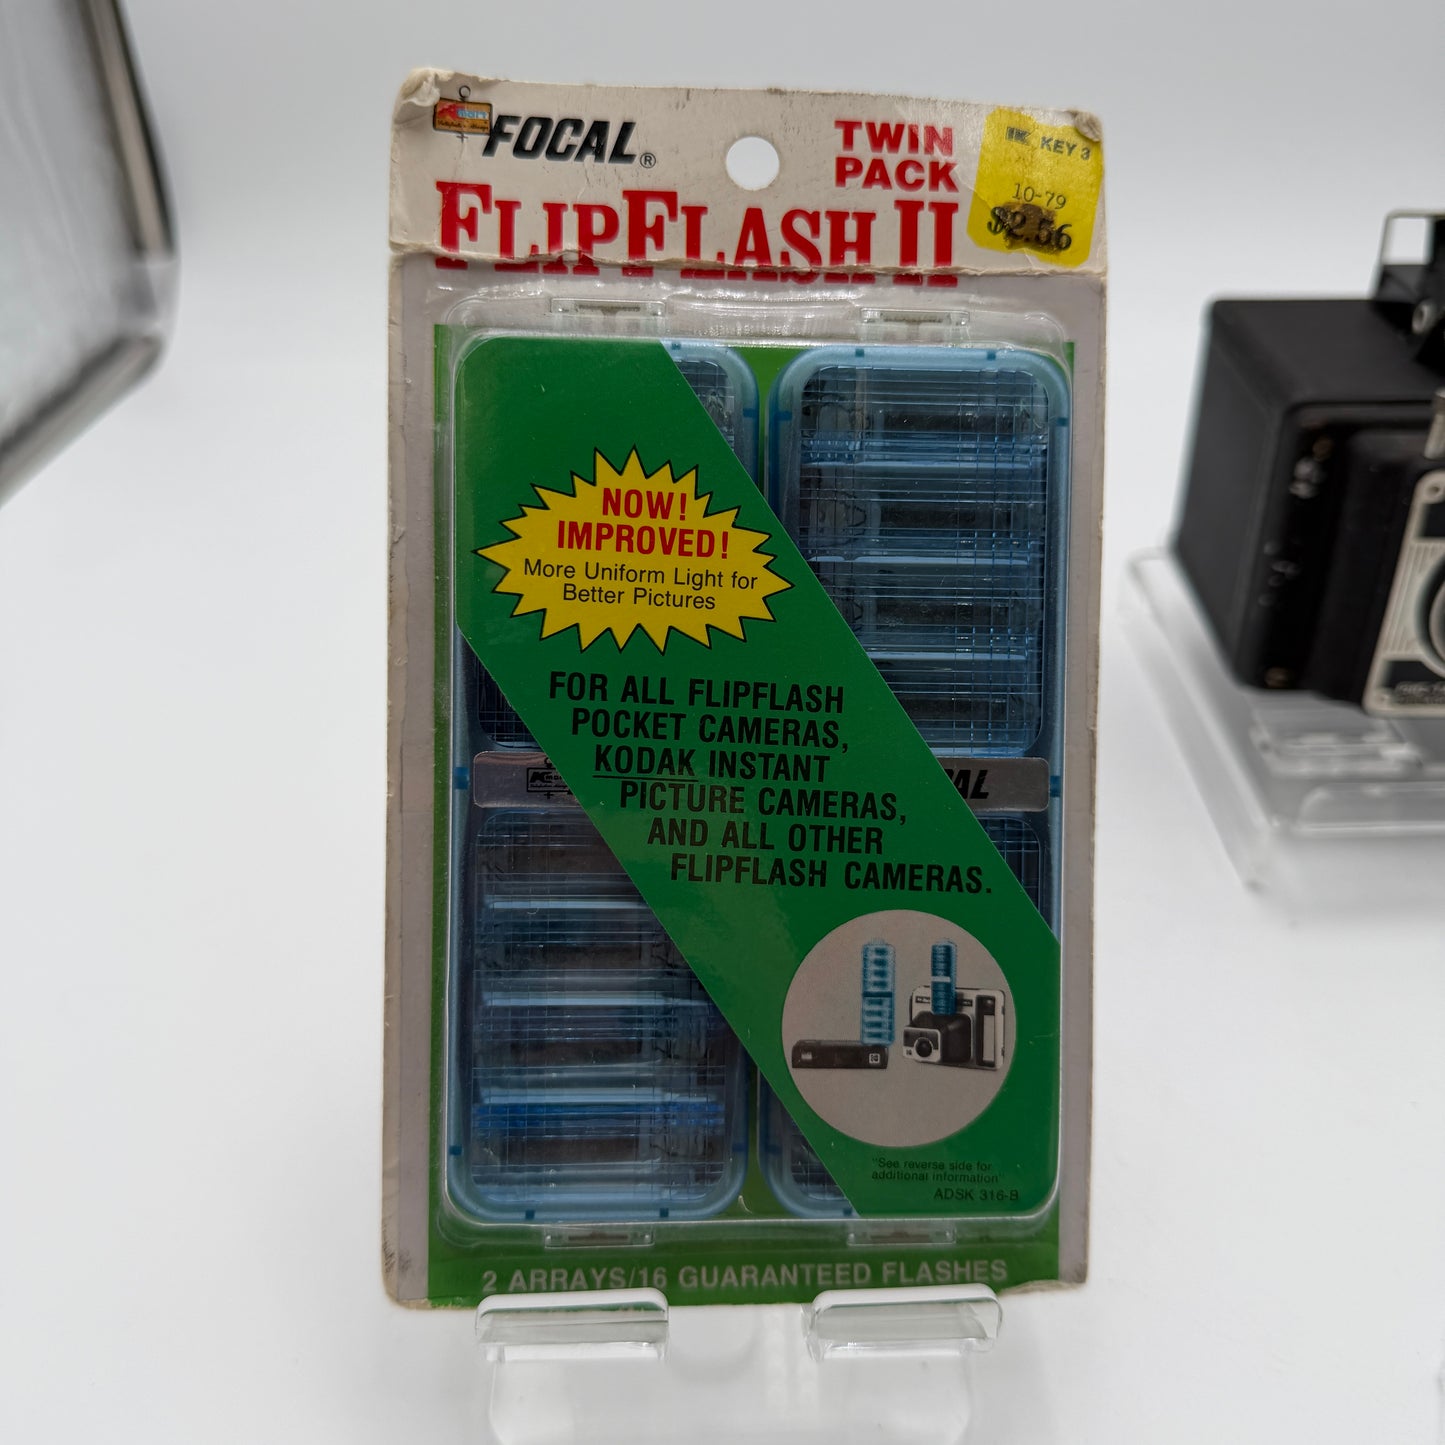 FOCAL®
TWIN
PACK
K KEY 3
10-79
$2.56
FLIPFLASH II
NOW!
IMPROVED!
More Uniform Light for
Better Pictures
FOR ALL FLIPFLASH
POCKET CAMERAS,
KODAK INSTANT
PICTURE CAMERAS,
AND ALL OTHER
FLIPFLASH CAMERAS.
"See reverse side for
additional information"
ADSK 316-B
2 ARRAYS/16 GUARANTEED FLASHES